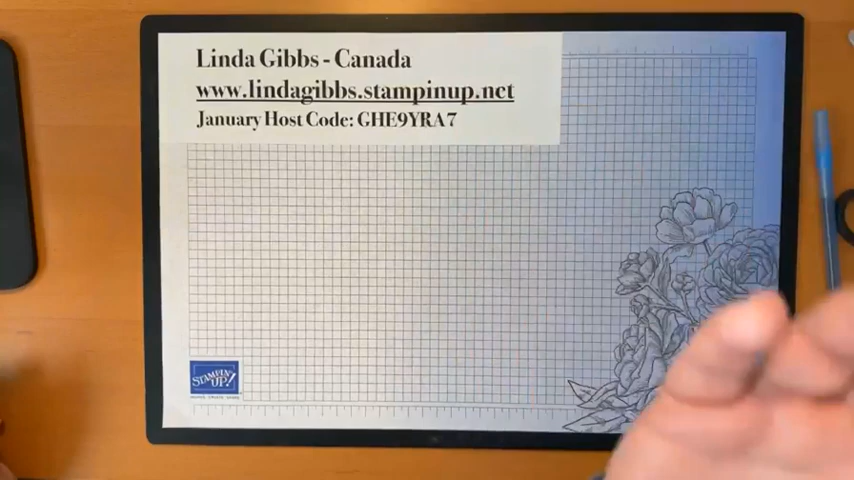 Linda Gibbs - Canada
www.lindagibbs.stampinup.net
January Host Code: GHE9YRA7
STAMPIN' UP!